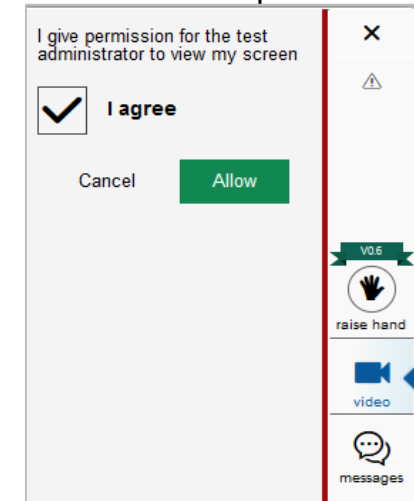 I give permission for the test
administrator to view my screen
I agree
Cancel
Allow
V0.6
raise hand
video
messages